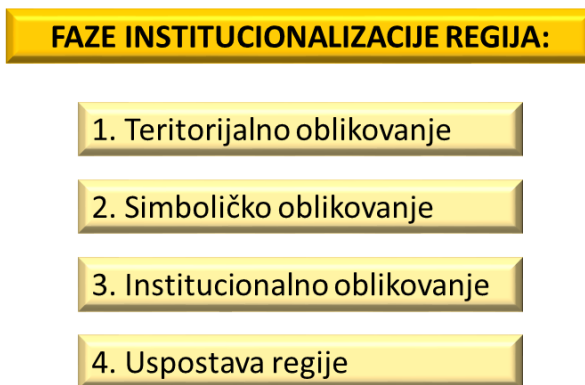 FAZE INSTITUCIONALIZACIJE REGIJA:
1. Teritorijalno oblikovanje
2. Simboličko oblikovanje
3. Institucionalno oblikovanje
4. Uspostava regije